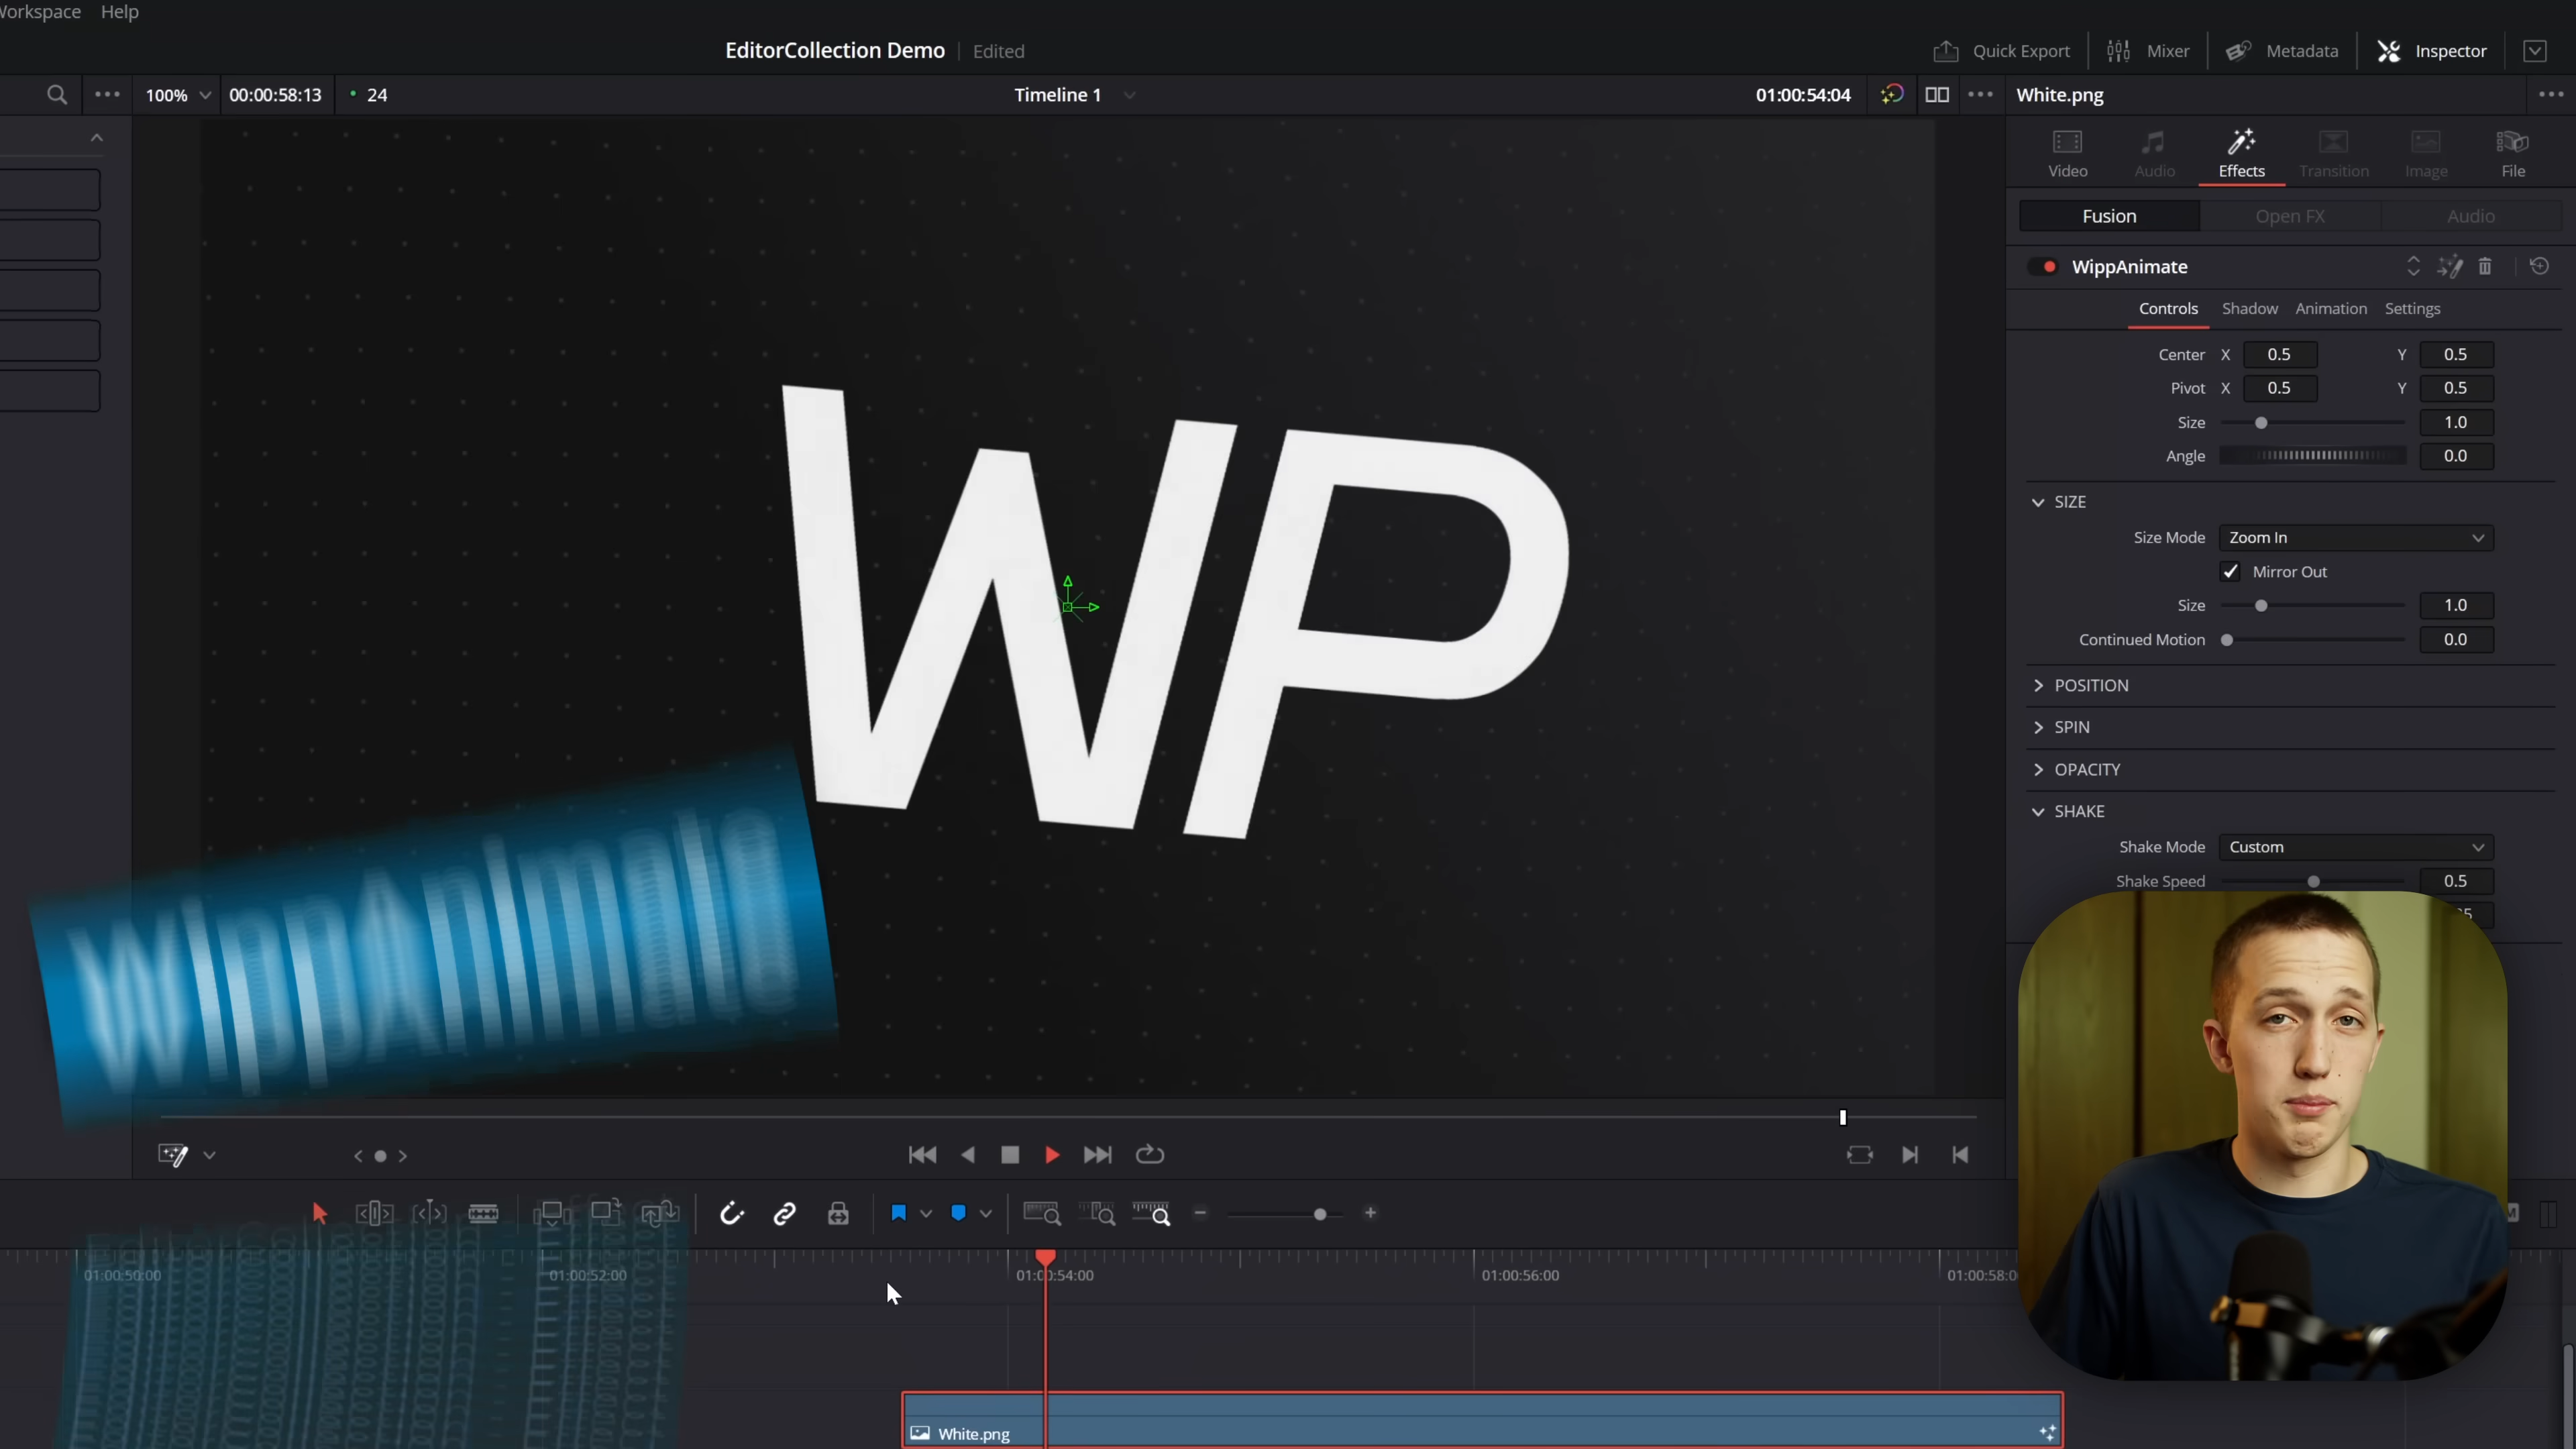 Workspace Help
EditorCollection Demo Edited
Quick Export Mixer Metadata Inspector
100% 00:00:58:13 24 Timeline 1 01:00:54:04 White.png
Video Audio Effects Transition Image File
Fusion Open FX Audio
WippAnimate
Controls Shadow Animation Settings
Center X 0.5 Y 0.5
Pivot X 0.5 Y 0.5
Size 1.0
Angle 0.0
SIZE
Size Mode Zoom In
Mirror Out
Size 1.0
Continued Motion 0.0
POSITION
SPIN
OPACITY
SHAKE
Shake Mode Custom
Shake Speed 0.5
WP
WippAnimate
01:00:50:00 01:00:52:00 01:00:54:00 01:00:56:00 01:00:58:0
White.png